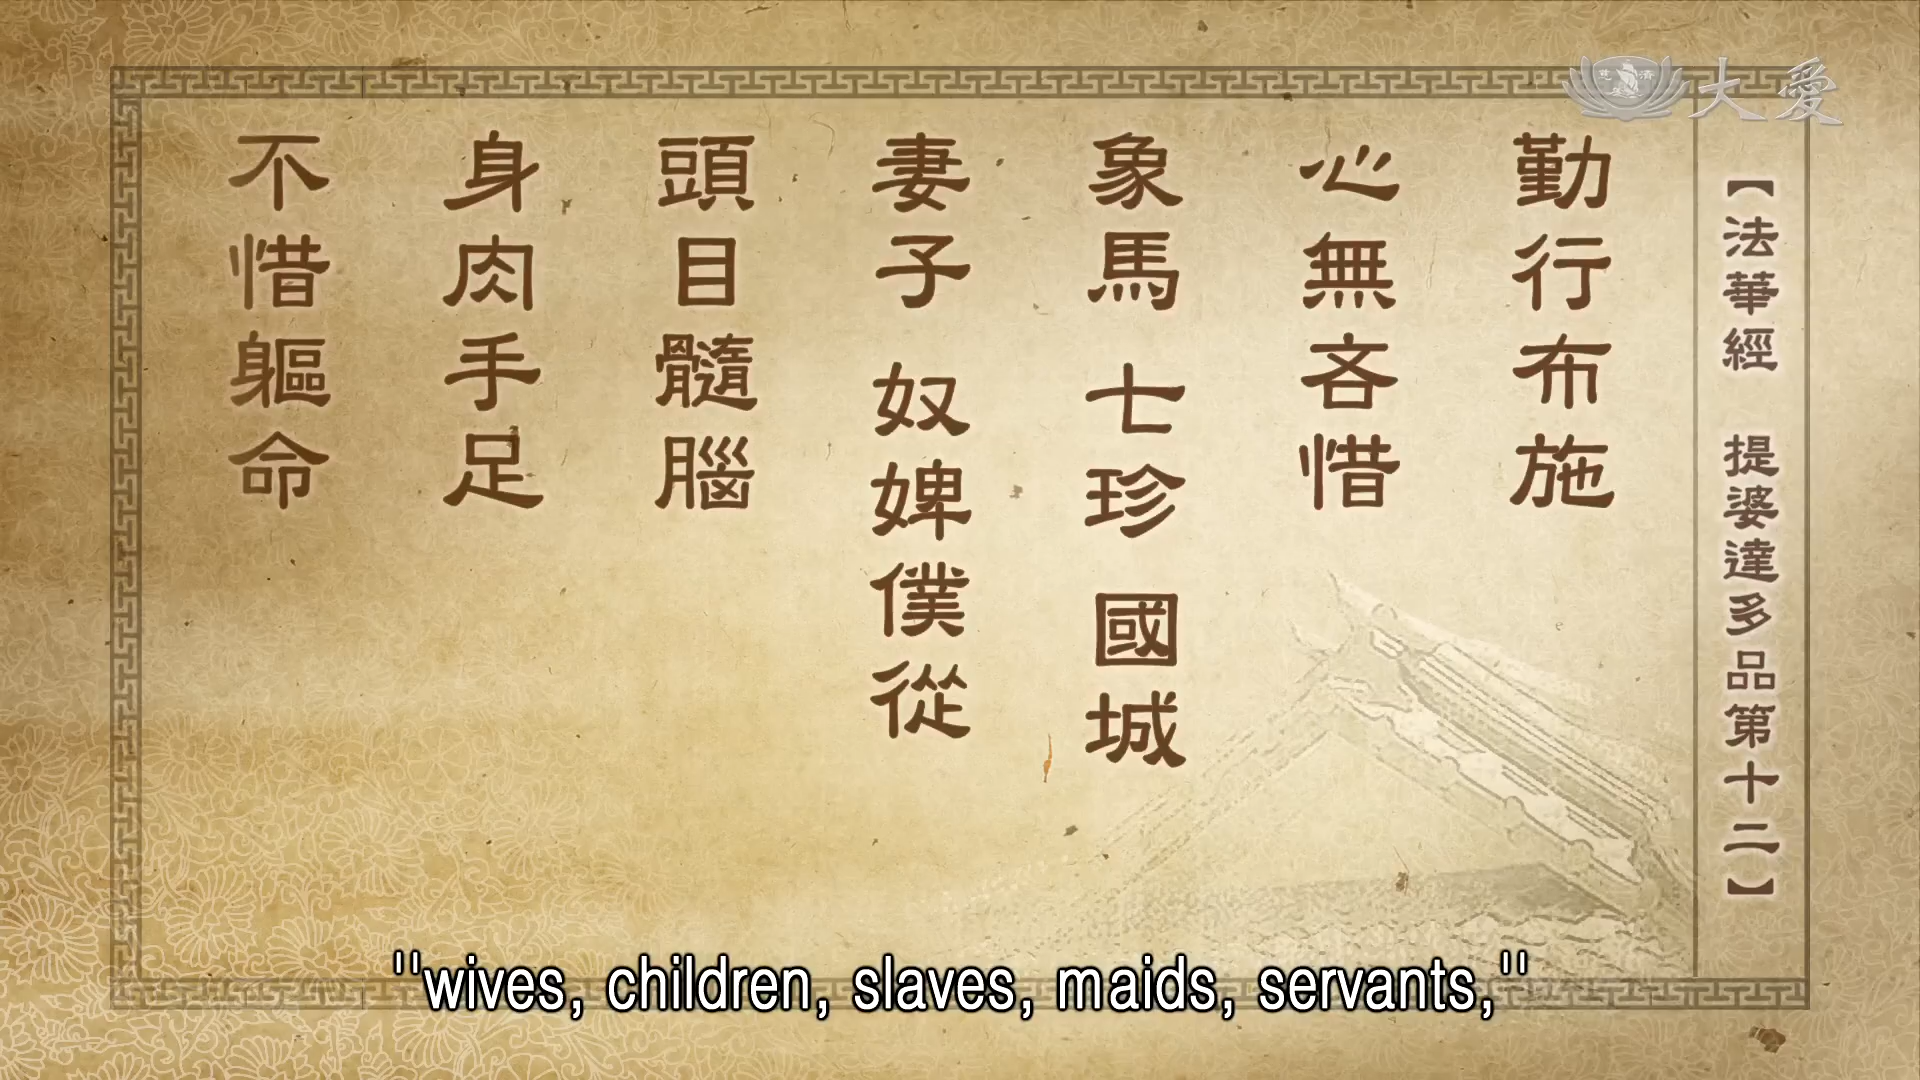 大愛
【法華經 提婆達多品第十二】
勤行布施
心無吝惜
象馬 七珍 國城
妻子 奴婢僕從
頭目髓腦
身肉手足
不惜軀命
"wives, children, slaves, maids, servants,"